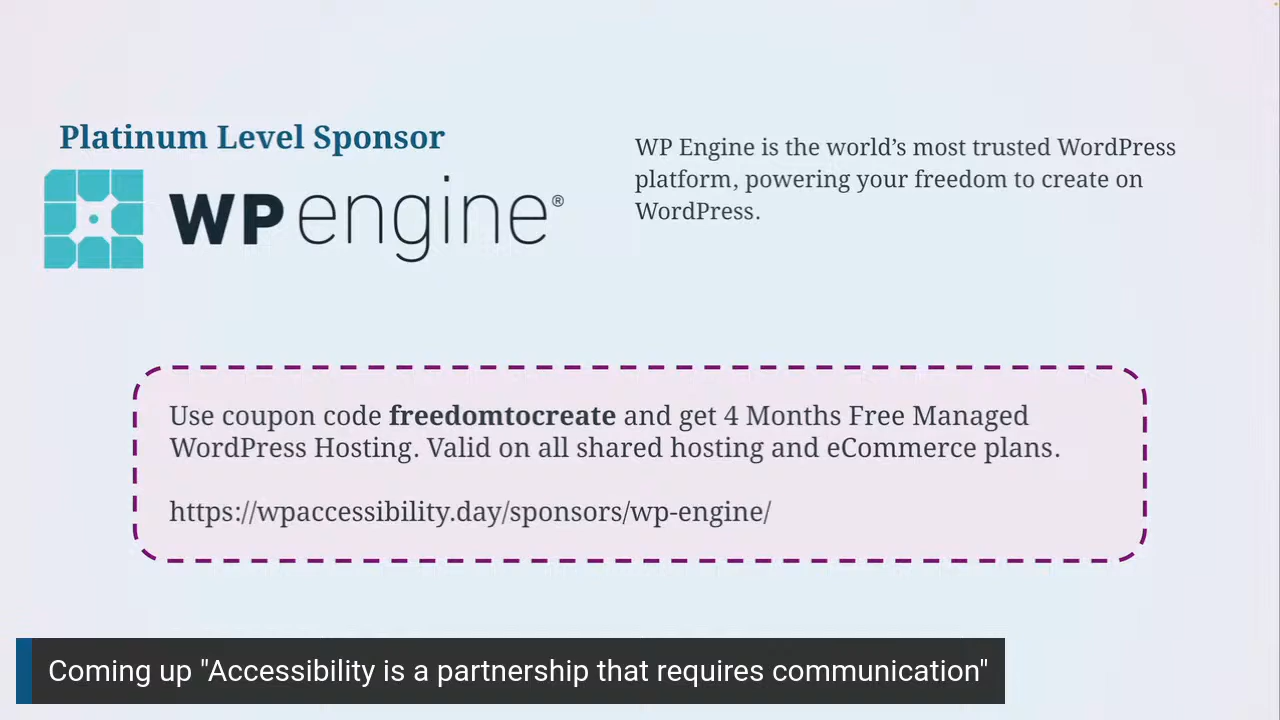 Platinum Level Sponsor
WP engine®
WP Engine is the world’s most trusted WordPress
platform, powering your freedom to create on
WordPress.
Use coupon code freedomtocreate and get 4 Months Free Managed
WordPress Hosting. Valid on all shared hosting and eCommerce plans.
https://wpaccessibility.day/sponsors/wp-engine/
Coming up "Accessibility is a partnership that requires communication"